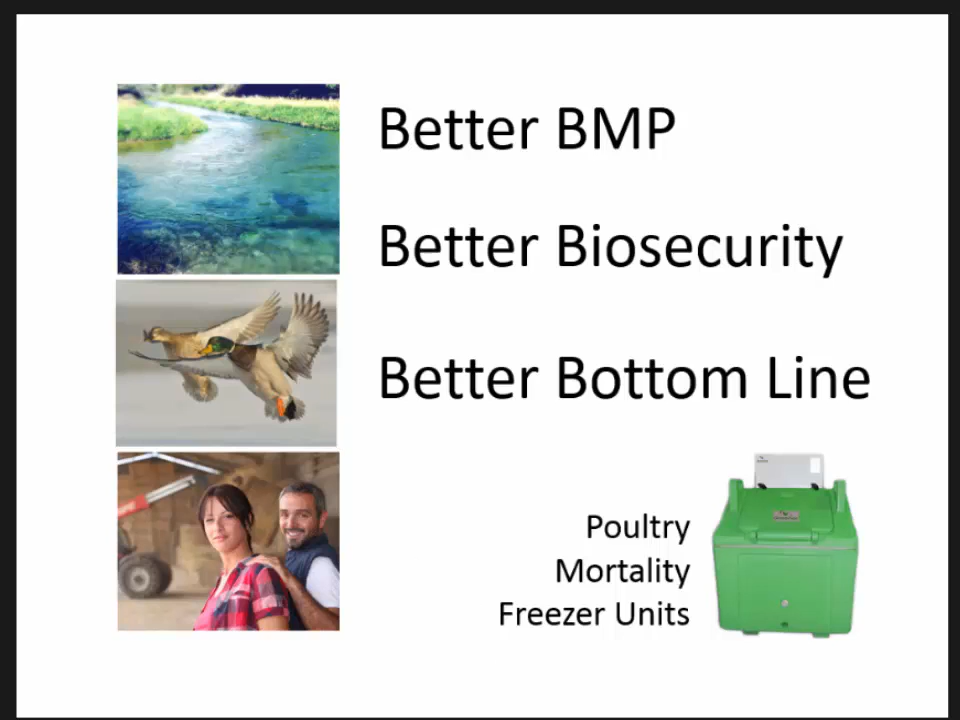 Better BMP
Better Biosecurity
Better Bottom Line
Poultry
Mortality
Freezer Units